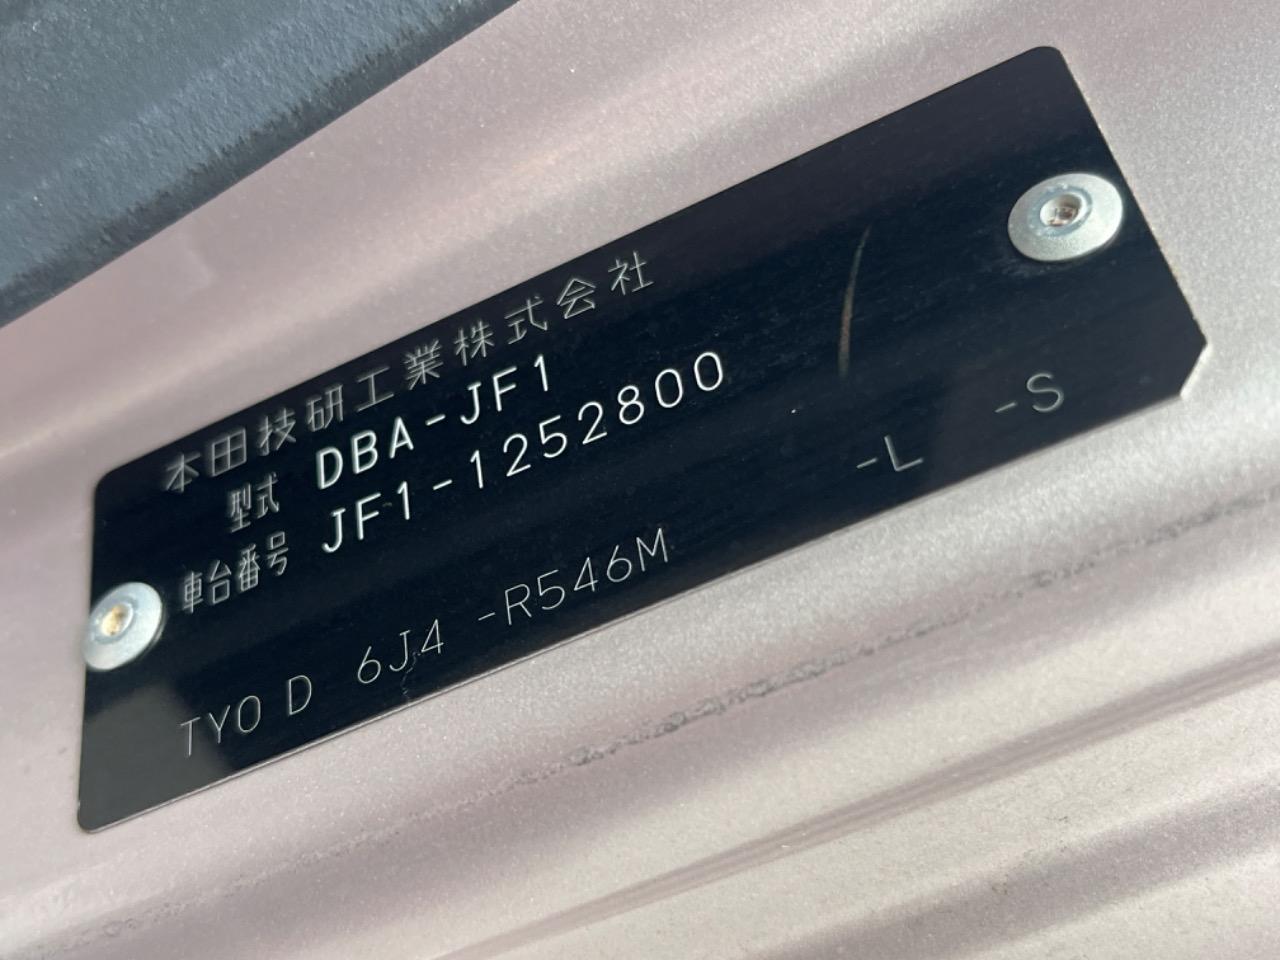 本田技研工業株式会社
型式 DBA-JF1
車台番号 JF1-1252800
-S
-L
TYO D 6J4 -R546M